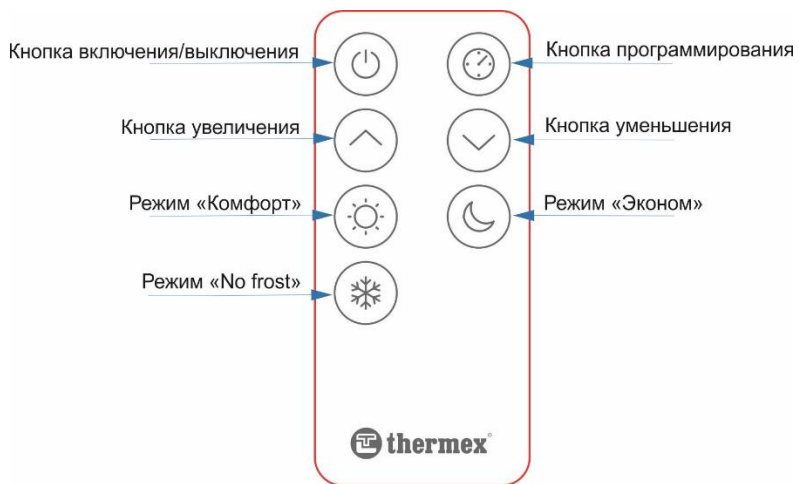 Кнопка включения/выключения
Кнопка программирования
Кнопка увеличения
Кнопка уменьшения
Режим «Комфорт»
Режим «Эконом»
Режим «No frost»
thermex®